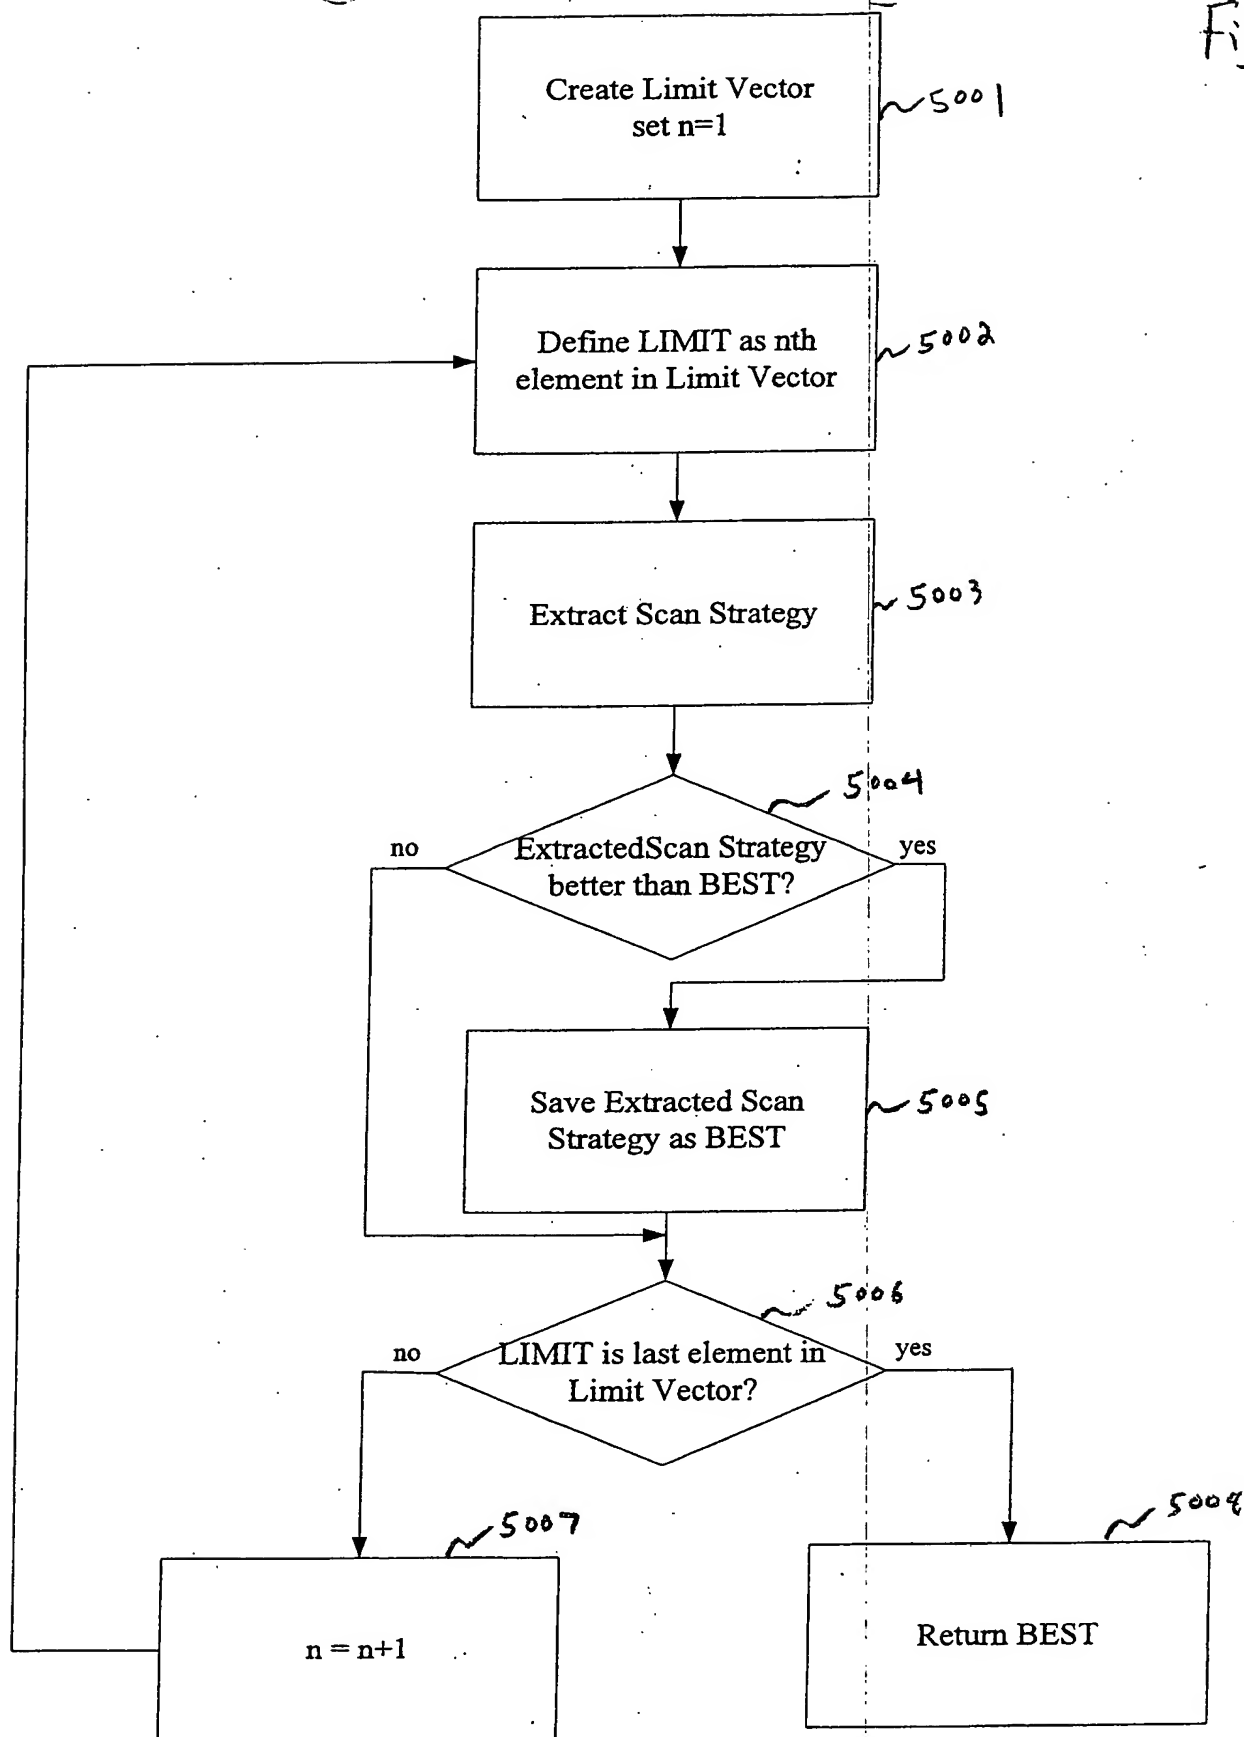 Create Limit Vector
set n=1
5001
Define LIMIT as nth
element in Limit Vector
5002
Extract Scan Strategy
5003
5004
no
ExtractedScan Strategy
better than BEST?
yes
Save Extracted Scan
Strategy as BEST
5005
5006
no
LIMIT is last element in
Limit Vector?
yes
5007
n = n+1
Return BEST